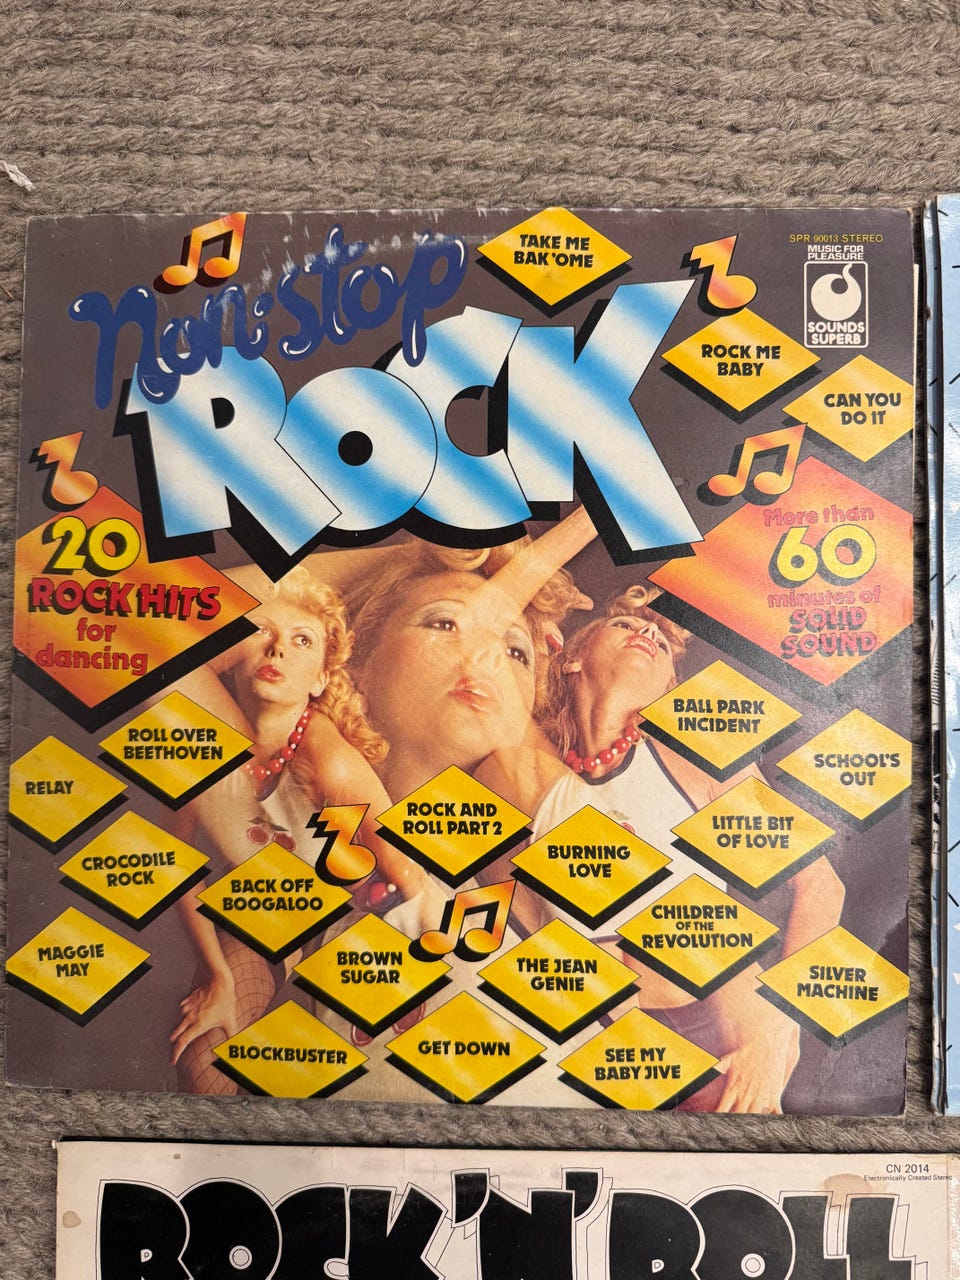 Non·stop
ROCK
TAKE ME
BAK 'OME
SPR 90013 STEREO
MUSIC FOR
PLEASURE
SOUNDS
SUPERB
ROCK ME
BABY
CAN YOU
DO IT
20
ROCK HITS
for
dancing
More than
60
minutes of
SOLID
SOUND
BALL PARK
INCIDENT
ROLL OVER
BEETHOVEN
SCHOOL'S
OUT
RELAY
ROCK AND
ROLL PART 2
LITTLE BIT
OF LOVE
CROCODILE
ROCK
BACK OFF
BOOGALOO
BURNING
LOVE
CHILDREN
OF THE
REVOLUTION
MAGGIE
MAY
BROWN
SUGAR
THE JEAN
GENIE
SILVER
MACHINE
BLOCKBUSTER
GET DOWN
SEE MY
BABY JIVE
CN 2014
Electronically Created Stereo
ROCK 'N' ROLL